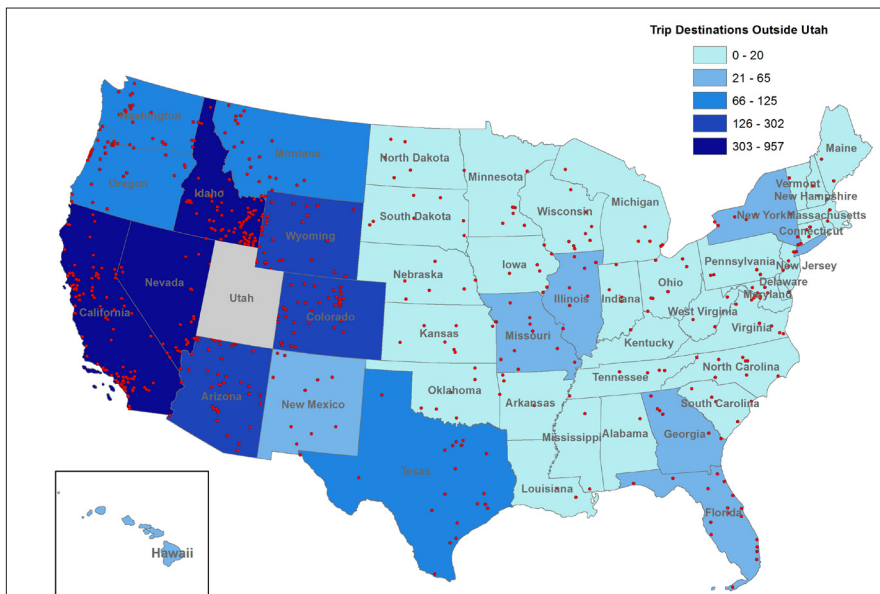 Trip Destinations Outside Utah
0 - 20
21 - 65
66 - 125
126 - 302
303 - 957
Washington
Oregon
Idaho
Montana
Wyoming
Nevada
California
Utah
Colorado
Arizona
New Mexico
North Dakota
South Dakota
Nebraska
Kansas
Oklahoma
Texas
Minnesota
Iowa
Missouri
Arkansas
Louisiana
Wisconsin
Illinois
Michigan
Indiana
Ohio
Kentucky
Tennessee
Mississippi
Alabama
Georgia
Florida
South Carolina
North Carolina
Virginia
West Virginia
Maryland
Delaware
Pennsylvania
New Jersey
New York
Connecticut
Massachusetts
Vermont
New Hampshire
Maine
Hawaii